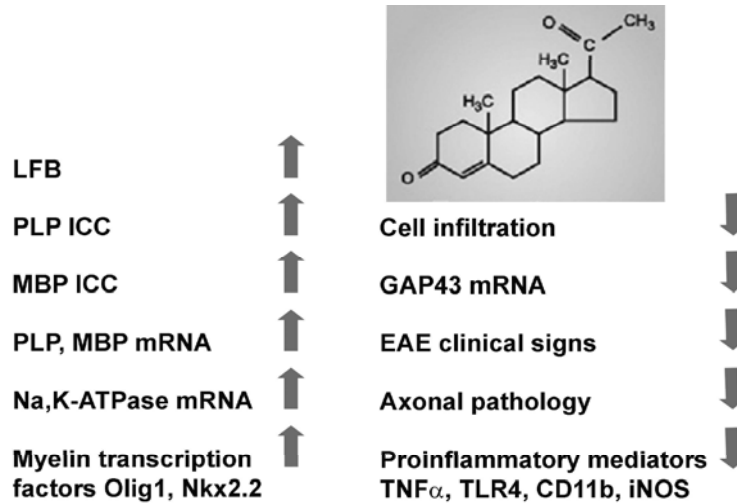 O
CH₃
C
H₃C
H₃C
O
LFB
PLP ICC
MBP ICC
PLP, MBP mRNA
Na,K-ATPase mRNA
Myelin transcription
factors Olig1, Nkx2.2
Cell infiltration
GAP43 mRNA
EAE clinical signs
Axonal pathology
Proinflammatory mediators
TNFα, TLR4, CD11b, iNOS